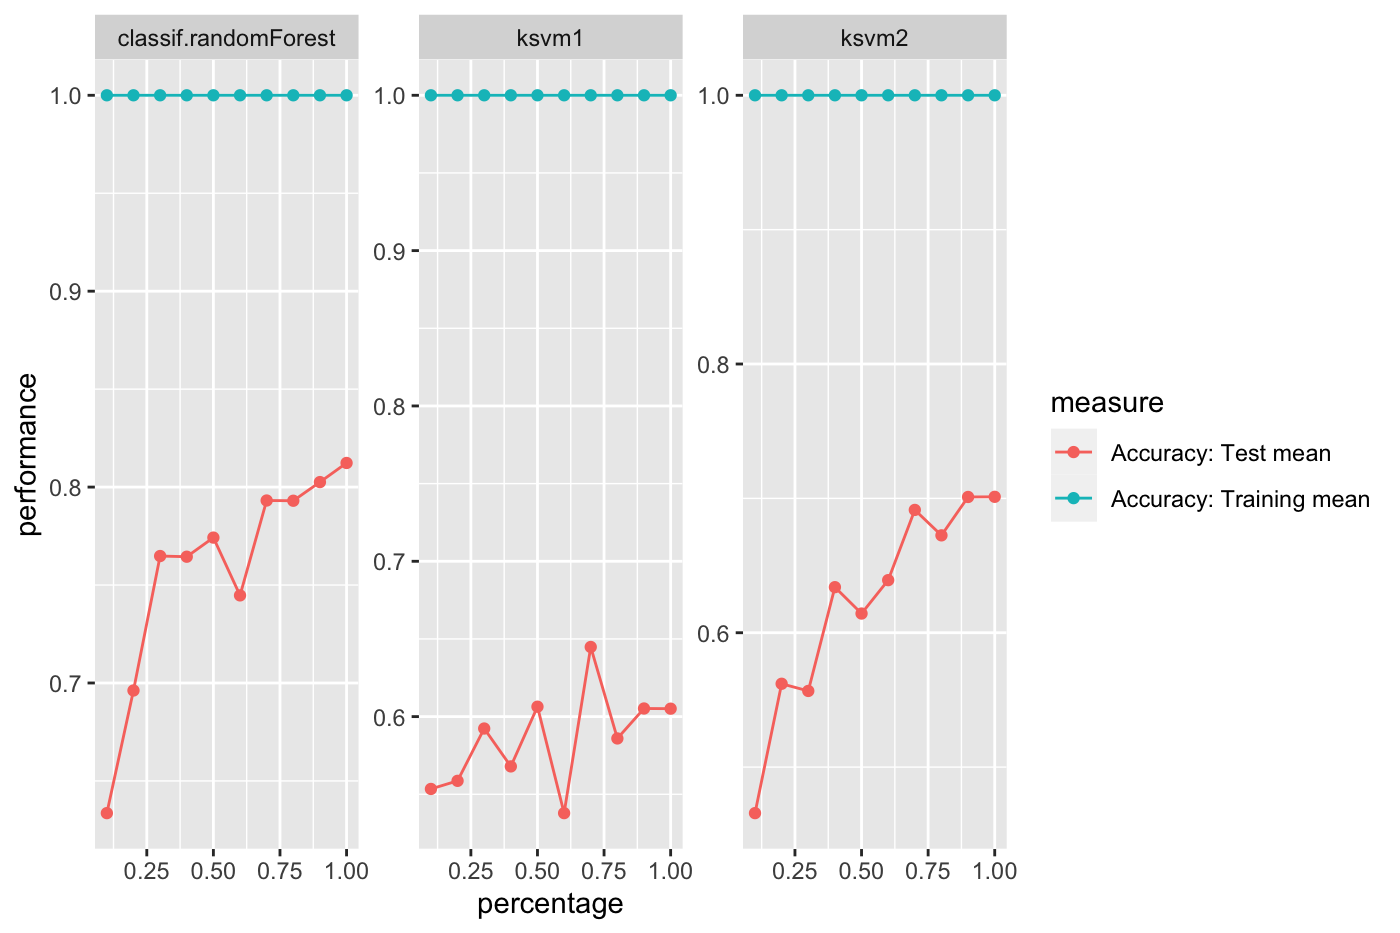 classif.randomForest
ksvm1
ksvm2
performance
1.0
0.9
0.8
0.7
1.0
0.9
0.8
0.7
0.6
1.0
0.8
0.6
0.25 0.50 0.75 1.00
0.25 0.50 0.75 1.00
0.25 0.50 0.75 1.00
percentage
measure
Accuracy: Test mean
Accuracy: Training mean